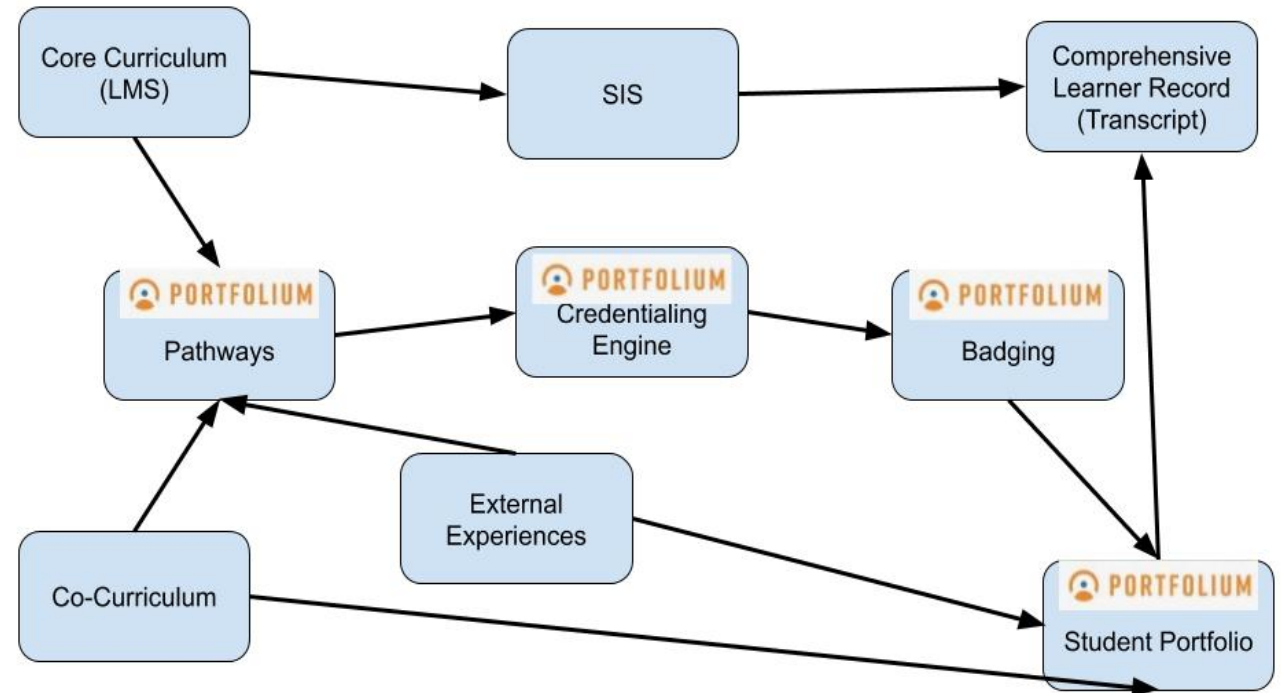 Core Curriculum
(LMS)
SIS
Comprehensive
Learner Record
(Transcript)
PORTFOLIUM
Pathways
PORTFOLIUM
Credentialing
Engine
PORTFOLIUM
Badging
External
Experiences
Co-Curriculum
PORTFOLIUM
Student Portfolio